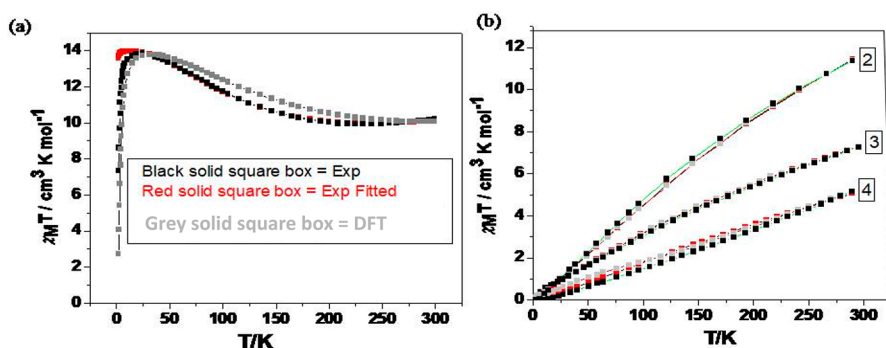 (a)
16
14
12
10
8
6
4
2
0
χMT / cm³ K mol⁻¹
Black solid square box = Exp
Red solid square box = Exp Fitted
Grey solid square box = DFT
0 50 100 150 200 250 300
T/K
(b)
12
10
8
6
4
2
0
χMT / cm³ K mol⁻¹
2
3
4
0 50 100 150 200 250 300
T/K